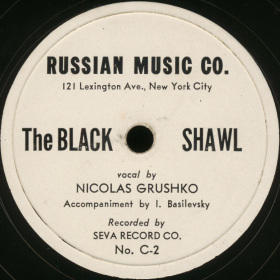 RUSSIAN MUSIC CO.
121 Lexington Ave., New York City
The BLACK SHAWL
vocal by
NICOLAS GRUSHKO
Accompaniment by I. Basilevsky
Recorded by
SEVA RECORD CO.
No. C-2